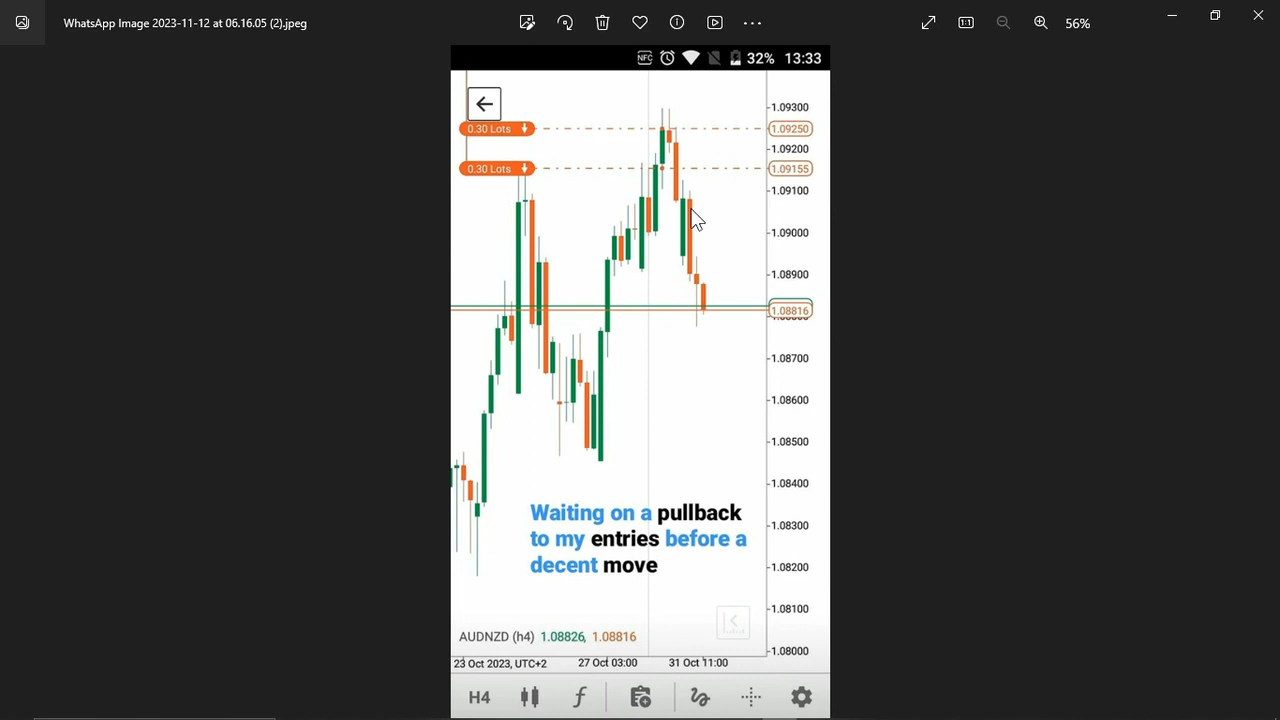 WhatsApp Image 2023-11-12 at 06.16.05 (2).jpeg
56%
NFC 32% 13:33
1.09300
0.30 Lots 1.09250
1.09200
0.30 Lots 1.09155
1.09100
1.09000
1.08900
1.08816
1.08700
1.08600
1.08500
1.08400
Waiting on a pullback
1.08300
to my entries before a
decent move
1.08200
1.08100
AUDNZD (h4) 1.08826, 1.08816
1.08000
23 Oct 2023, UTC+2 27 Oct 03:00 31 Oct 11:00
H4